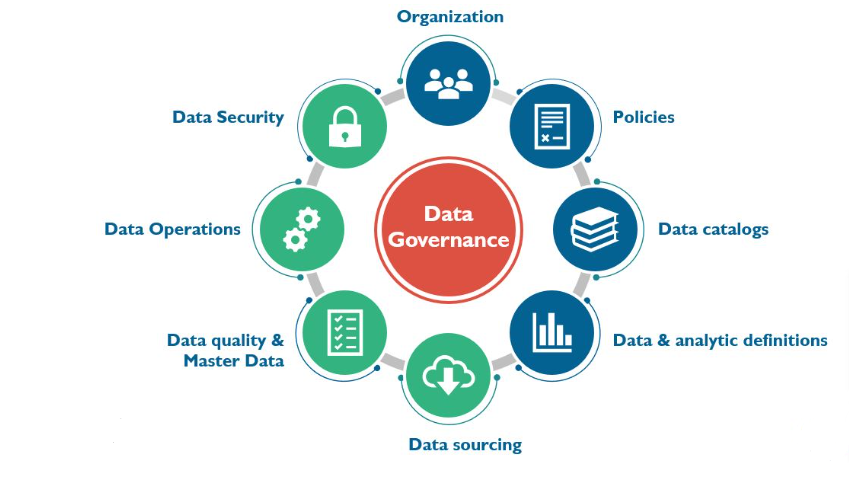 Organization
Data Security
Policies
Data
Governance
Data Operations
Data catalogs
Data quality &
Master Data
Data & analytic definitions
Data sourcing